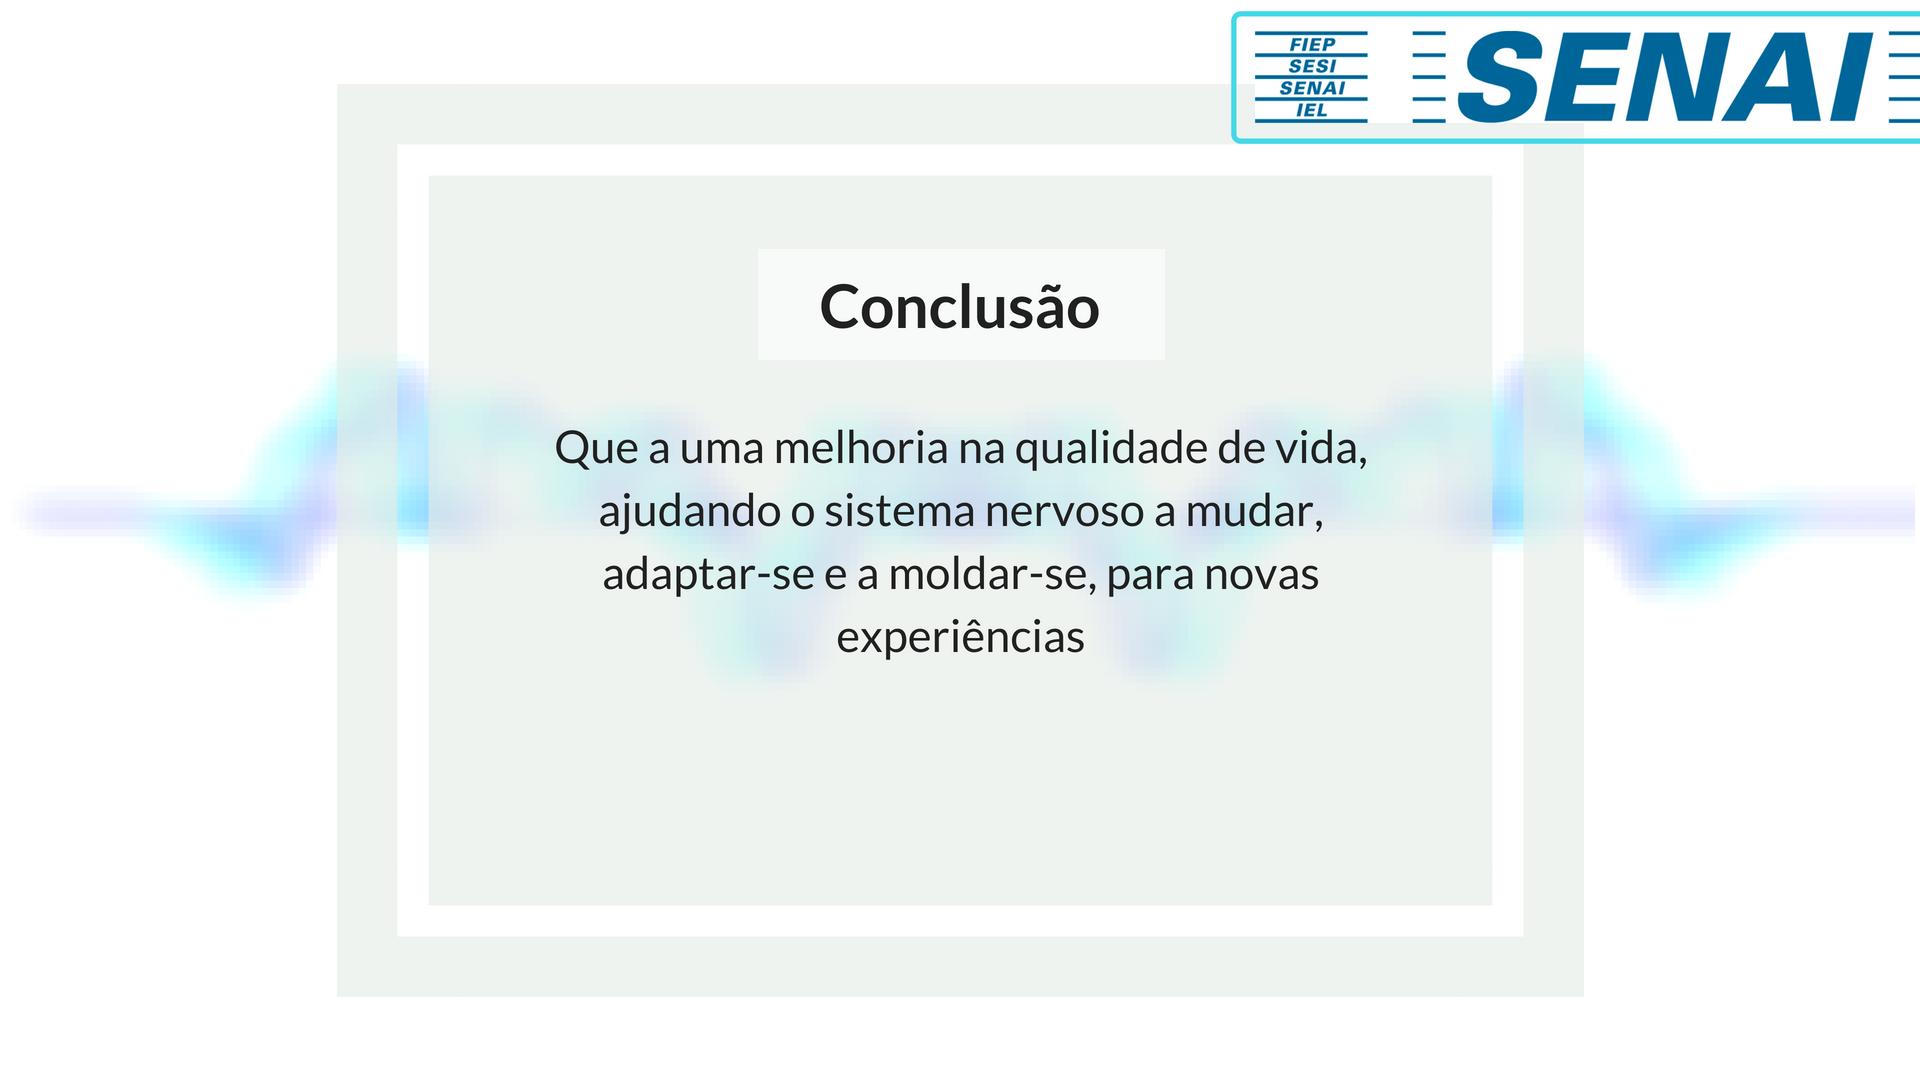 FIEP
SESI
SENAI
IEL
SENAI
Conclusão
Que a uma melhoria na qualidade de vida,
ajudando o sistema nervoso a mudar,
adaptar-se e a moldar-se, para novas
experiências